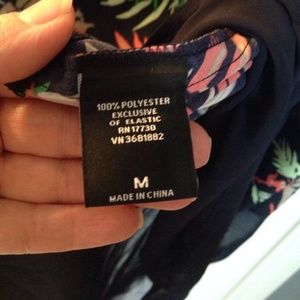 100% POLYESTER
EXCLUSIVE
OF ELASTIC
RN17730
VN3681882
M
MADE IN CHINA